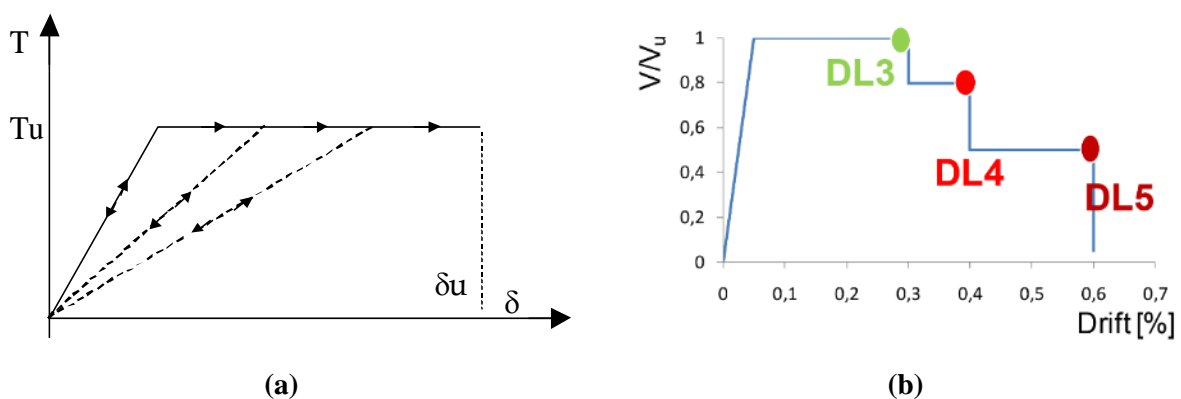 T
Tu
δu
δ
(a)
V/Vu
1
0,8
0,6
0,4
0,2
0
DL3
DL4
DL5
0 0,1 0,2 0,3 0,4 0,5 0,6 0,7
Drift [%]
(b)